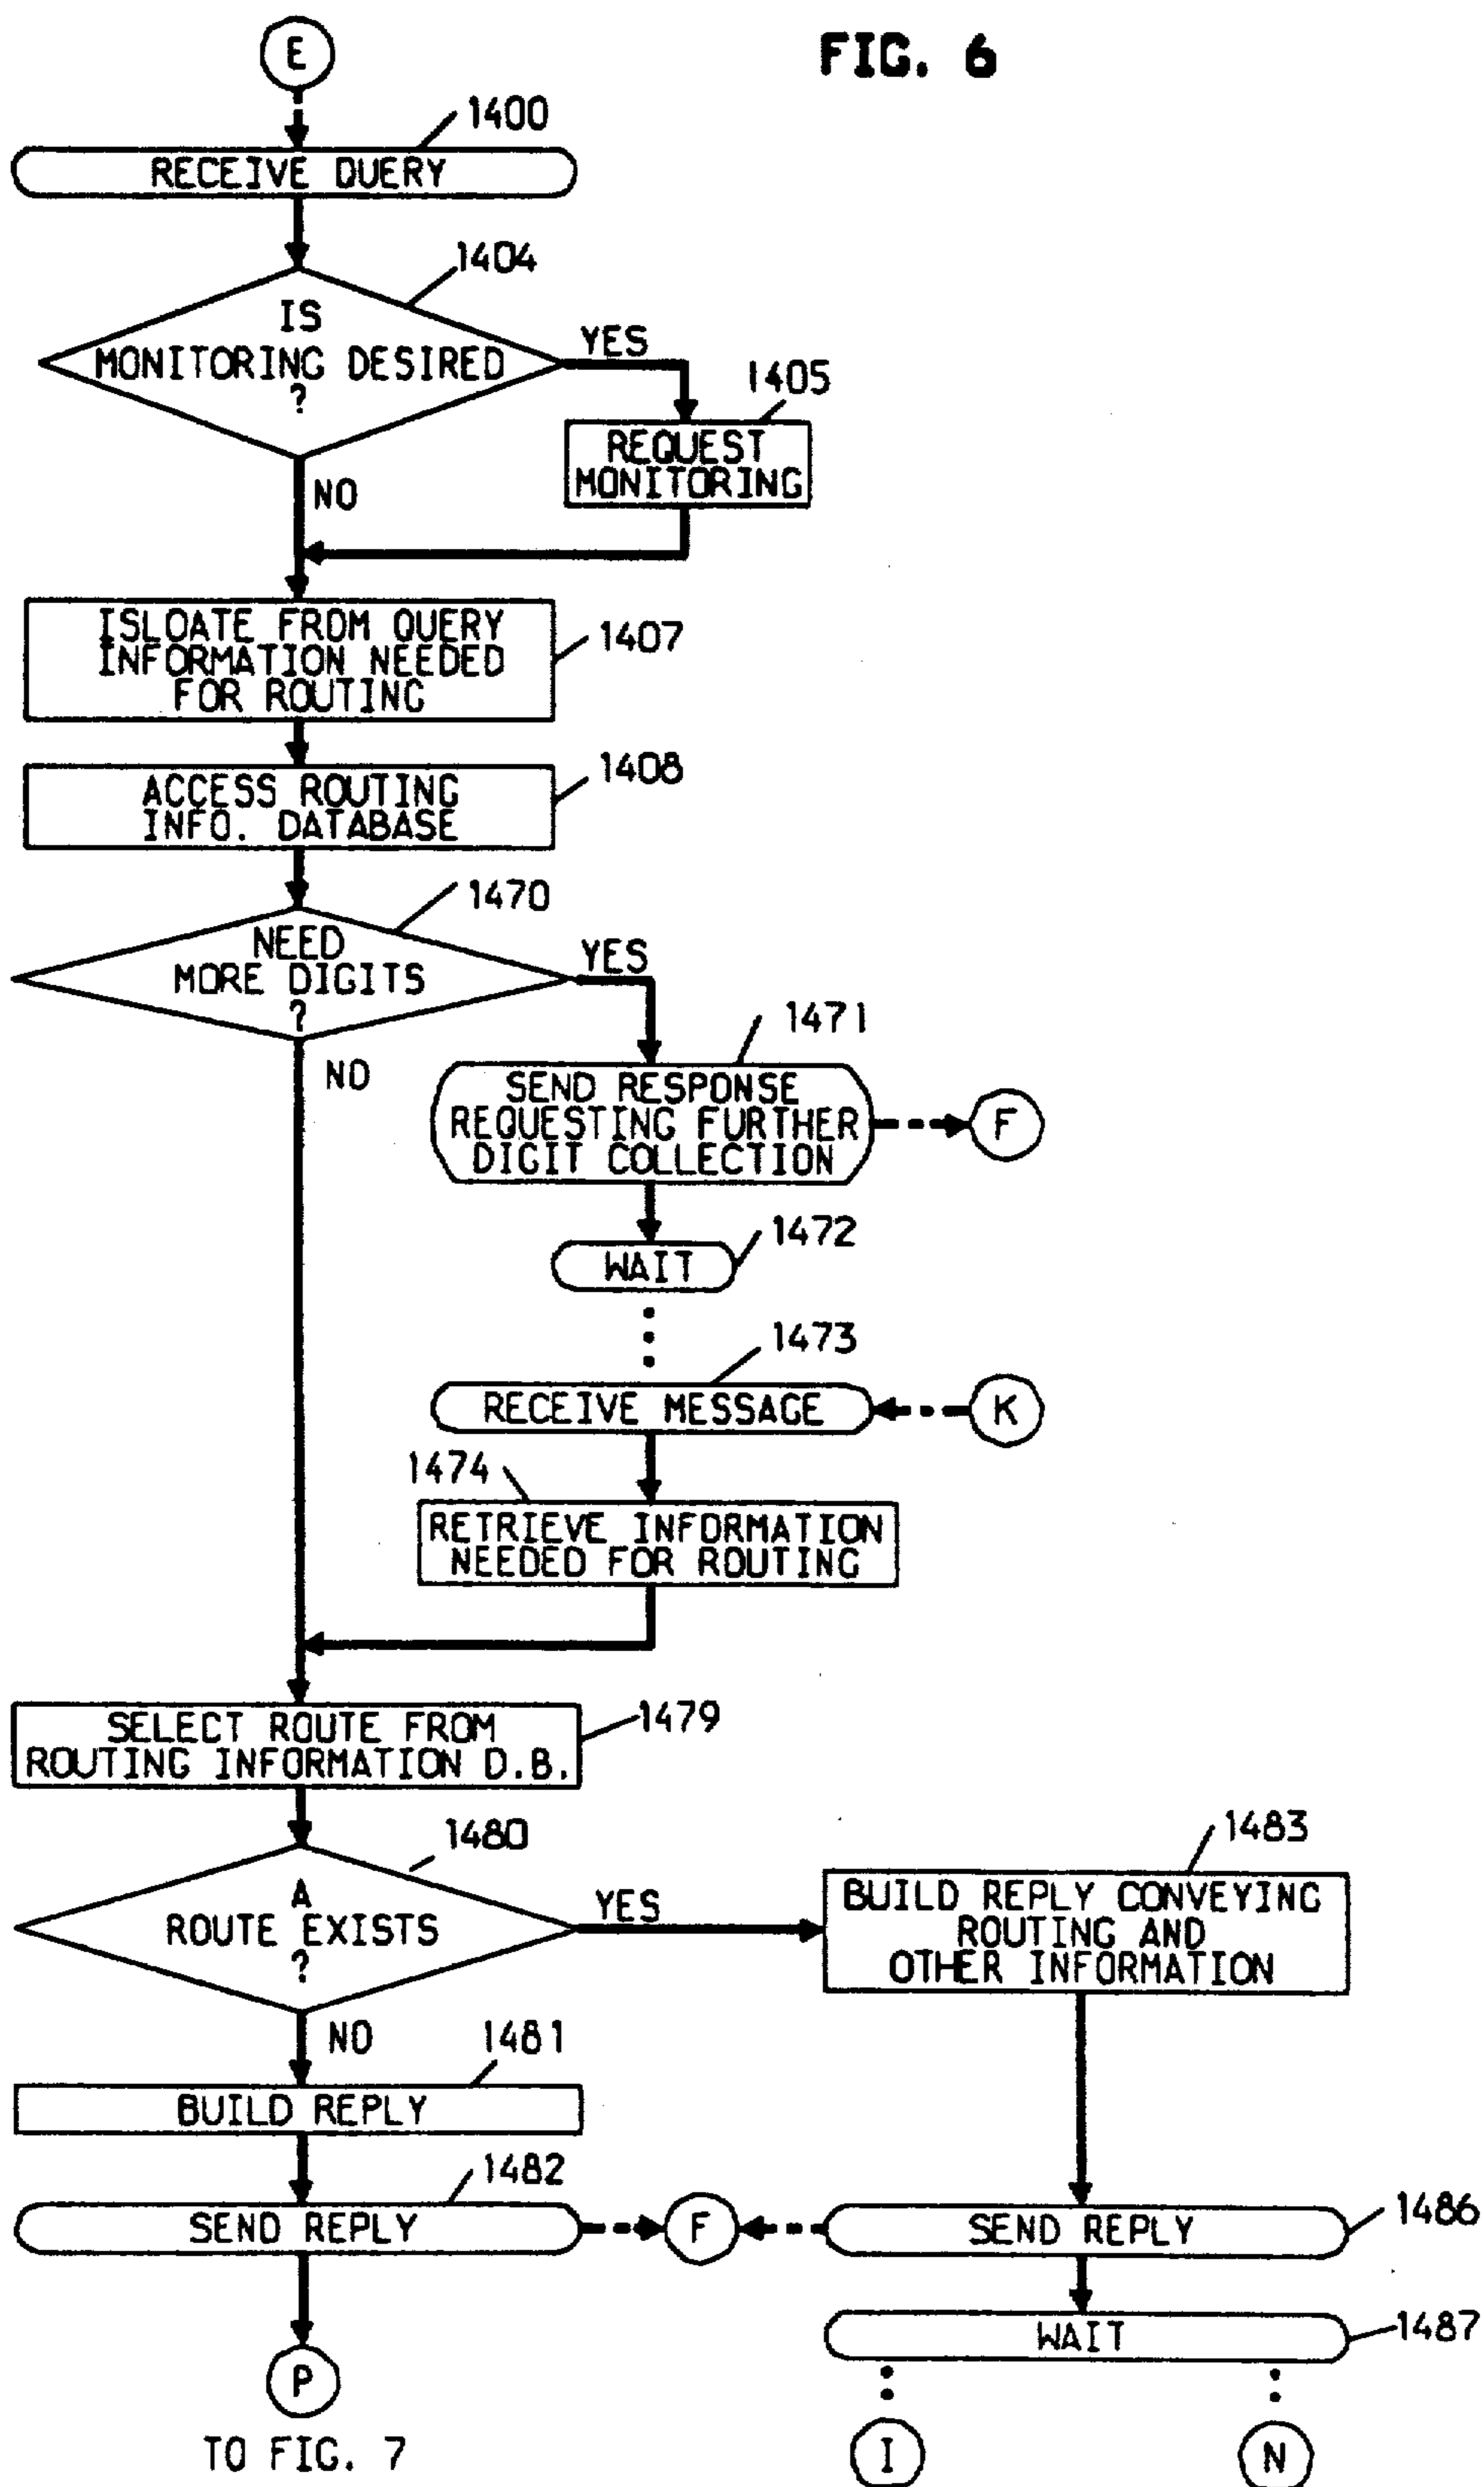 FIG. 6
E
1400
RECEIVE QUERY
1404
IS
MONITORING DESIRED
?
YES
1405
REQUEST
MONITORING
NO
ISLOATE FROM QUERY
INFORMATION NEEDED
FOR ROUTING
1407
1408
ACCESS ROUTING
INFO. DATABASE
1470
NEED
MORE DIGITS
?
YES
NO
1471
SEND RESPONSE
REQUESTING FURTHER
DIGIT COLLECTION
F
1472
WAIT
1473
RECEIVE MESSAGE
K
1474
RETRIEVE INFORMATION
NEEDED FOR ROUTING
SELECT ROUTE FROM
ROUTING INFORMATION D.B.
1479
1480
A
ROUTE EXISTS
?
YES
1483
BUILD REPLY CONVEYING
ROUTING AND
OTHER INFORMATION
NO
1481
BUILD REPLY
1482
SEND REPLY
F
SEND REPLY
1486
WAIT
1487
P
TO FIG. 7
I
N